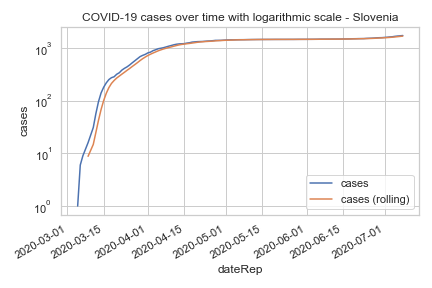 COVID-19 cases over time with logarithmic scale - Slovenia
cases
10³
10²
10¹
10⁰
cases
cases (rolling)
2020-03-01
2020-03-15
2020-04-01
2020-04-15
2020-05-01
2020-05-15
2020-06-01
2020-06-15
2020-07-01
dateRep